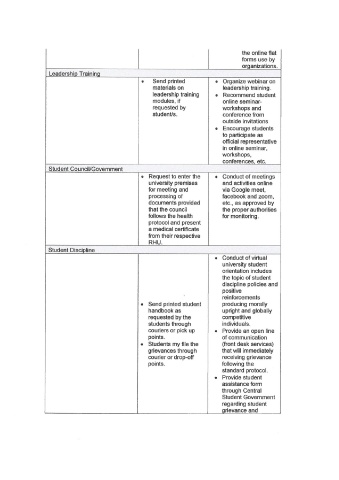 the online flat
forms use by
organizations.
Leadership Training
• Send printed
materials on
leadership training
modules, if
requested by
student/s.
• Organize webinar on
leadership training.
• Recommend student
online seminar-
workshops and
conference from
outside invitations
• Encourage students
to participate as
official representative
in online seminar,
workshops,
conferences, etc.
Student Council/Government
• Request to enter the
university premises
for meeting and
processing of
documents provided
that the council
follows the health
protocol and present
a medical certificate
from their respective
RHU.
• Conduct of meetings
and activities online
via Google meet,
facebook and zoom,
etc., as approved by
the proper authorities
for monitoring.
Student Discipline
• Send printed student
handbook as
requested by the
students through
couriers or pick up
points.
• Students my file the
grievances through
courier or drop-off
points.
• Conduct of virtual
university student
orientation includes
the topic of student
discipline policies and
positive
reinforcements
producing morally
upright and globally
competitive
individuals.
• Provide an open line
of communication
(front desk services)
that will immediately
receiving grievance
following the
standard protocol.
• Provide student
assistance form
through Central
Student Government
regarding student
grievance and